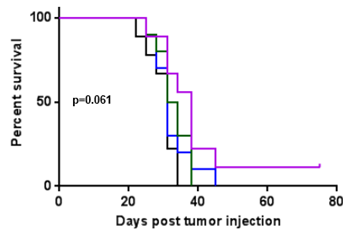 100
50
0
p=0.061
Percent survival
0 20 40 60 80
Days post tumor injection